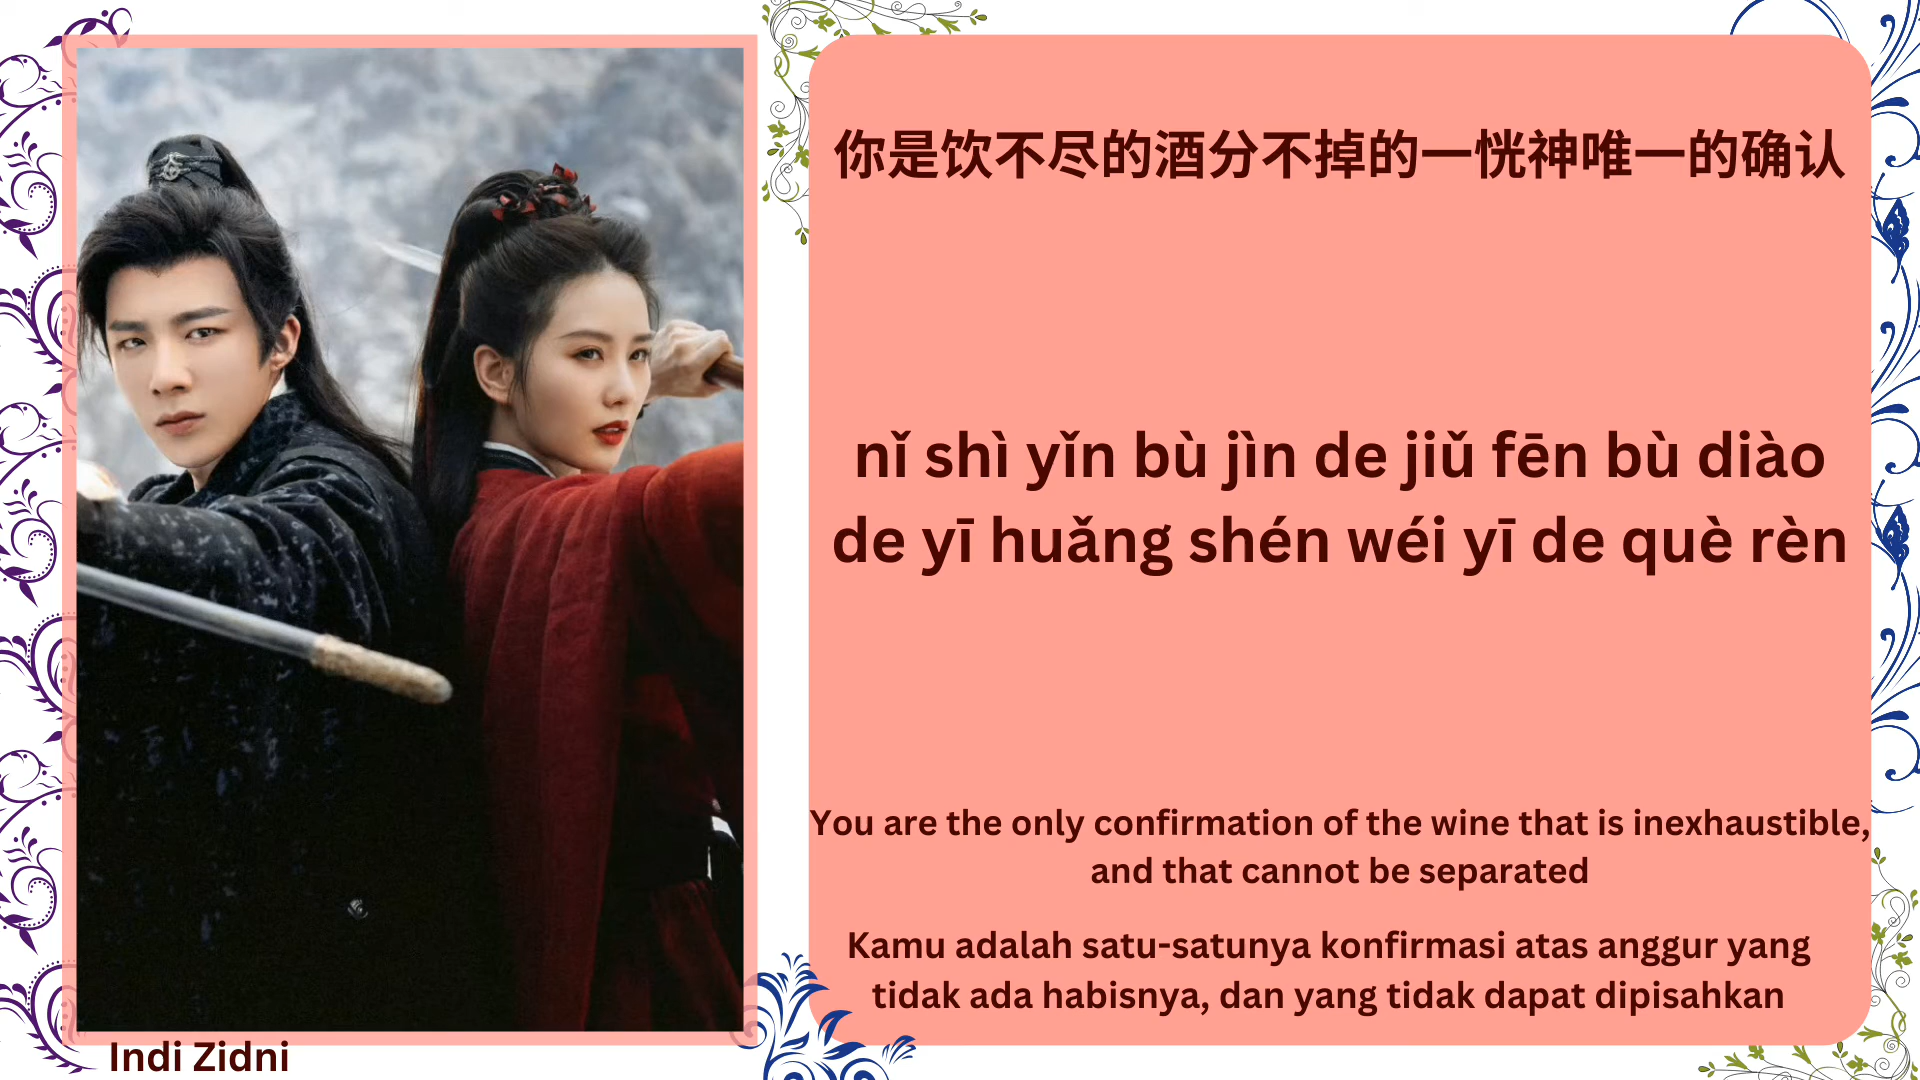 你是饮不尽的酒分不掉的一恍神唯一的确认
nǐ shì yǐn bù jìn de jiǔ fēn bù diào
de yī huǎng shén wéi yī de què rèn
You are the only confirmation of the wine that is inexhaustible,
and that cannot be separated
Kamu adalah satu-satunya konfirmasi atas anggur yang
tidak ada habisnya, dan yang tidak dapat dipisahkan
Indi Zidni